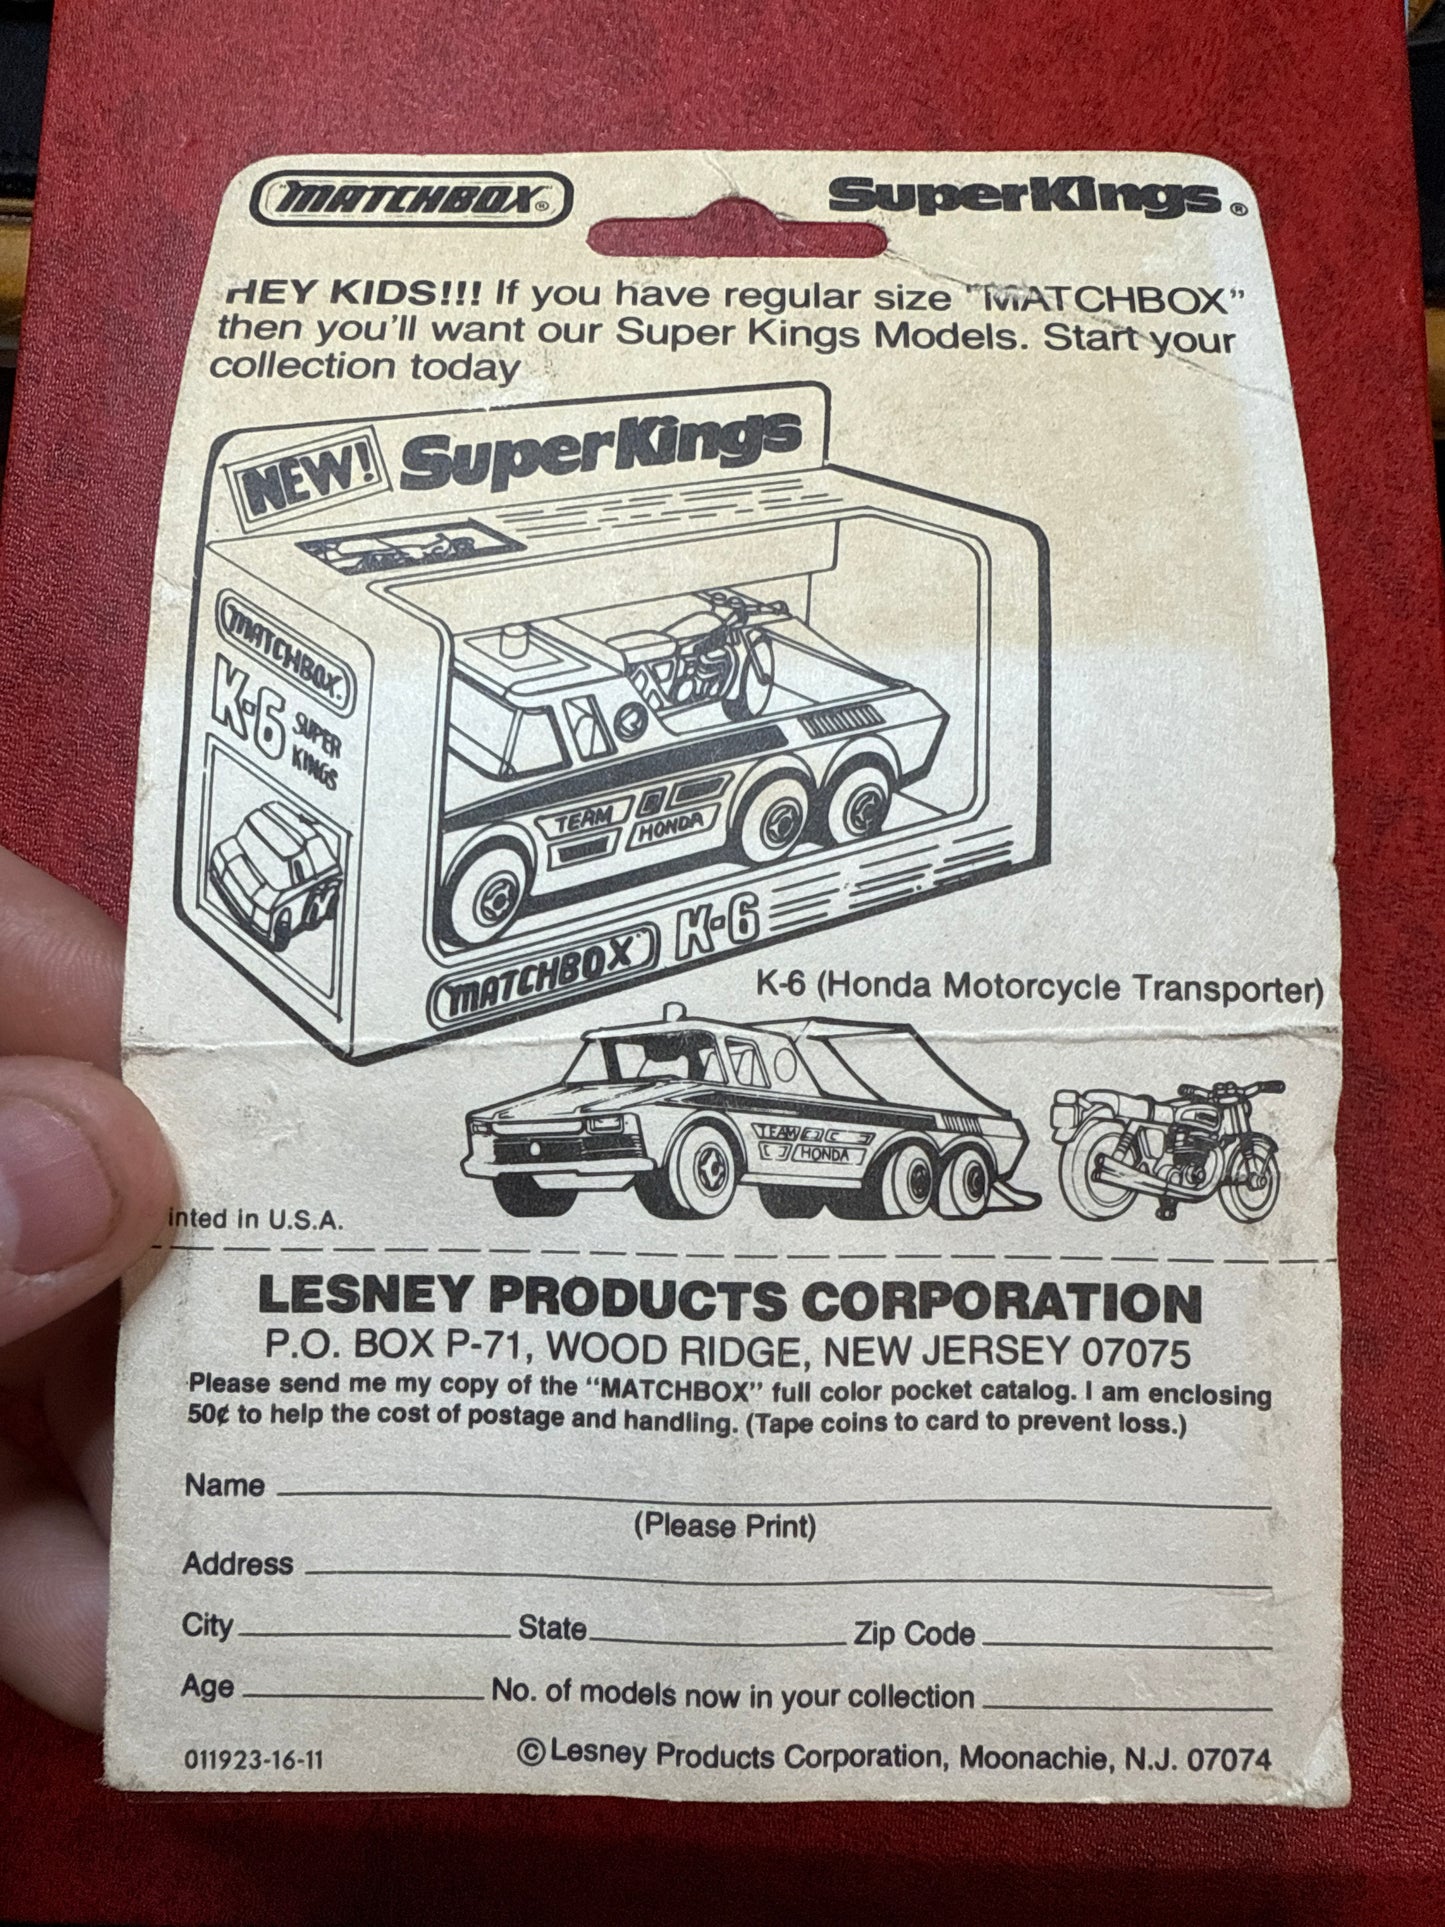 "MATCHBOX"®
SuperKings®
HEY KIDS!!! If you have regular size "MATCHBOX"
then you'll want our Super Kings Models. Start your
collection today
NEW! SuperKings
MATCHBOX
K-6 SUPER
KINGS
TEAM
HONDA
MATCHBOX K-6
K-6 (Honda Motorcycle Transporter)
TEAM
HONDA
inted in U.S.A.
LESNEY PRODUCTS CORPORATION
P.O. BOX P-71, WOOD RIDGE, NEW JERSEY 07075
Please send me my copy of the "MATCHBOX" full color pocket catalog. I am enclosing
50¢ to help the cost of postage and handling. (Tape coins to card to prevent loss.)
Name
(Please Print)
Address
City State Zip Code
Age No. of models now in your collection
011923-16-11 © Lesney Products Corporation, Moonachie, N.J. 07074